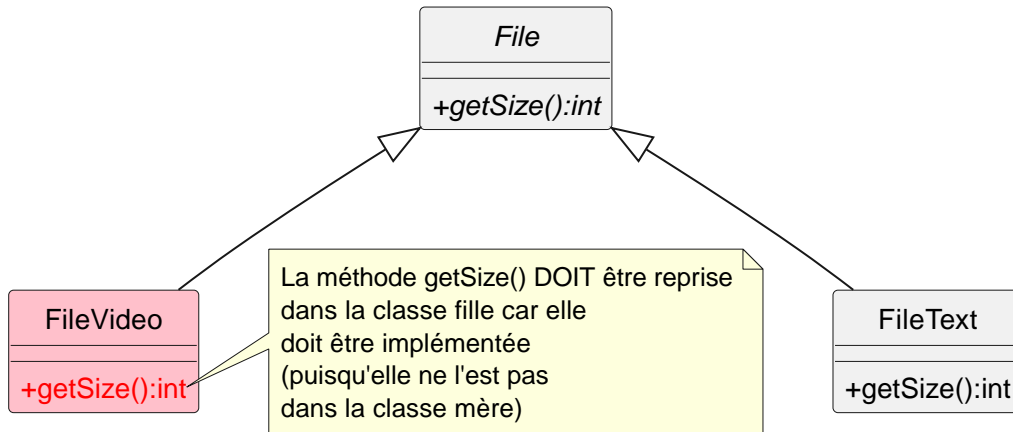 File
+getSize():int
La méthode getSize() DOIT être reprise
dans la classe fille car elle
doit être implémentée
(puisqu'elle ne l'est pas
dans la classe mère)
FileVideo
+getSize():int
FileText
+getSize():int